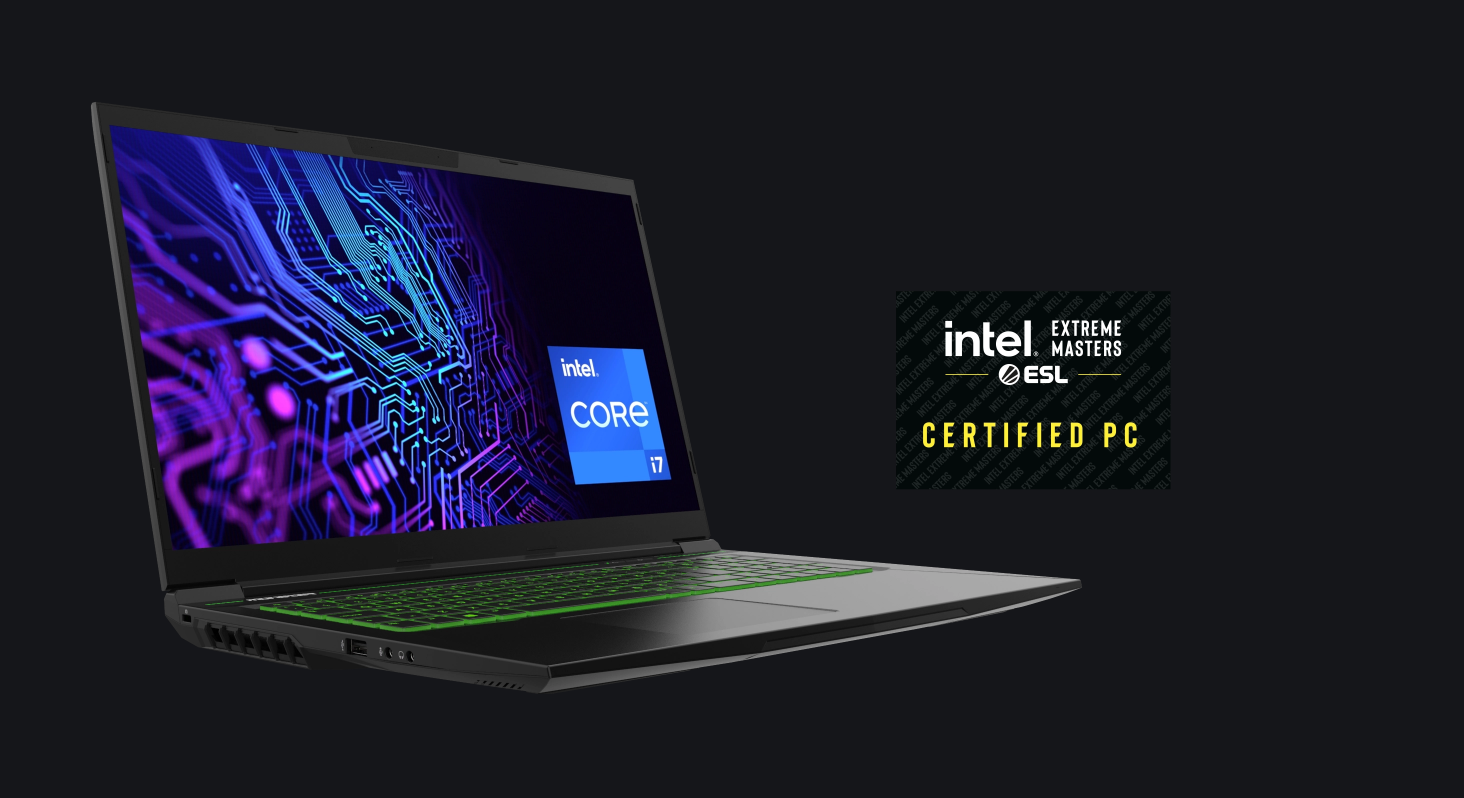 intel.
CORE
i7
intel. EXTREME
MASTERS
ESL
CERTIFIED PC